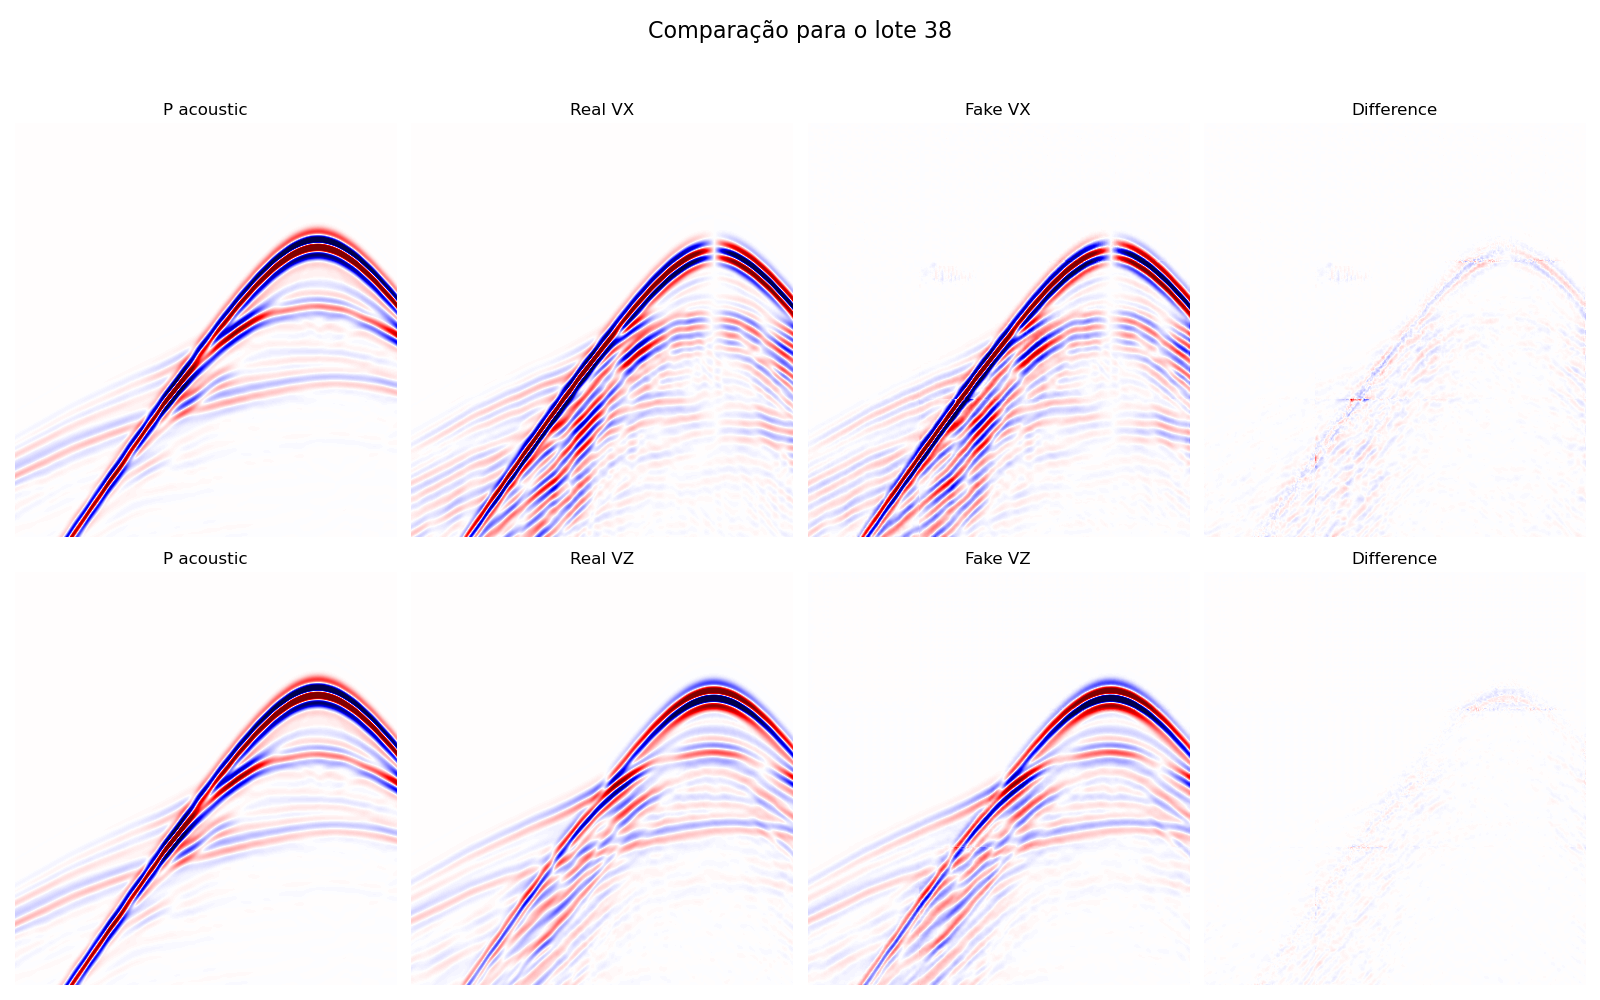 Comparação para o lote 38
P acoustic
Real VX
Fake VX
Difference
P acoustic
Real VZ
Fake VZ
Difference